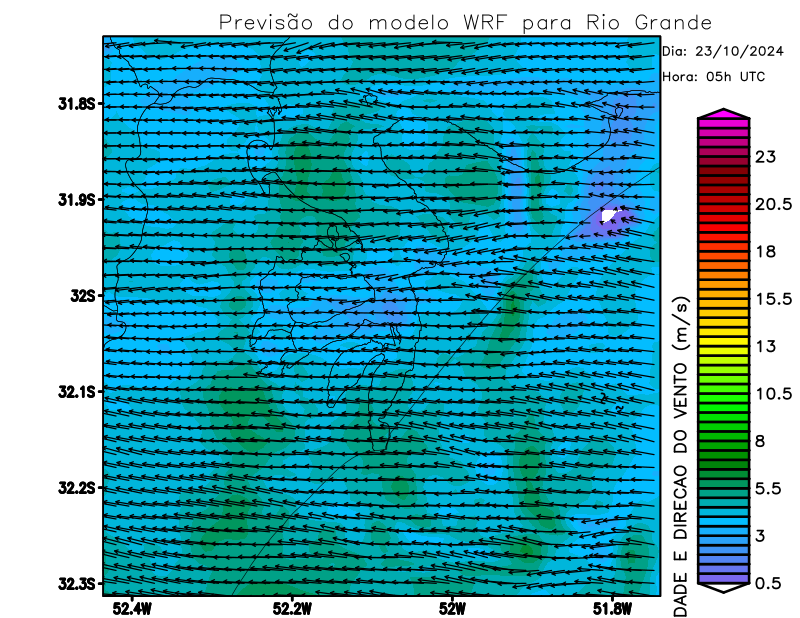 Previsão do modelo WRF para Rio Grande
Dia: 23/10/2024
Hora: 05h UTC
31.8S
31.9S
32S
32.1S
32.2S
32.3S
52.4W
52.2W
52W
51.8W
DADE E DIRECAO DO VENTO (m/s)
23
20.5
18
15.5
13
10.5
8
5.5
3
0.5